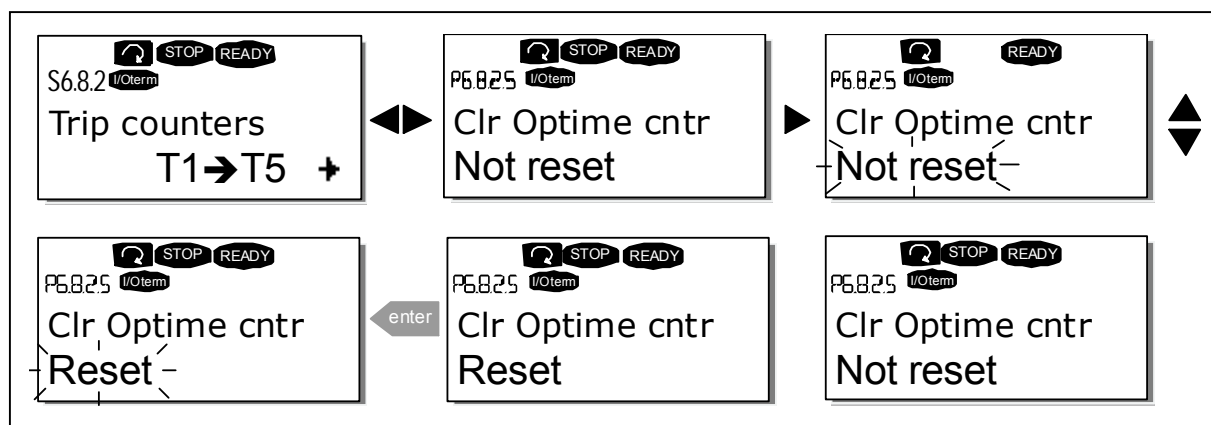 STOP READY
S6.8.2 I/Oterm
Trip counters
T1➔T5
STOP READY
P6.8.2.5 I/Oterm
Clr Optime cntr
Not reset
READY
P6.8.2.5 I/Oterm
Clr Optime cntr
Not reset
STOP READY
P6.8.2.5 I/Oterm
Clr Optime cntr
Reset
enter
STOP READY
P6.8.2.5 I/Oterm
Clr Optime cntr
Reset
STOP READY
P6.8.2.5 I/Oterm
Clr Optime cntr
Not reset